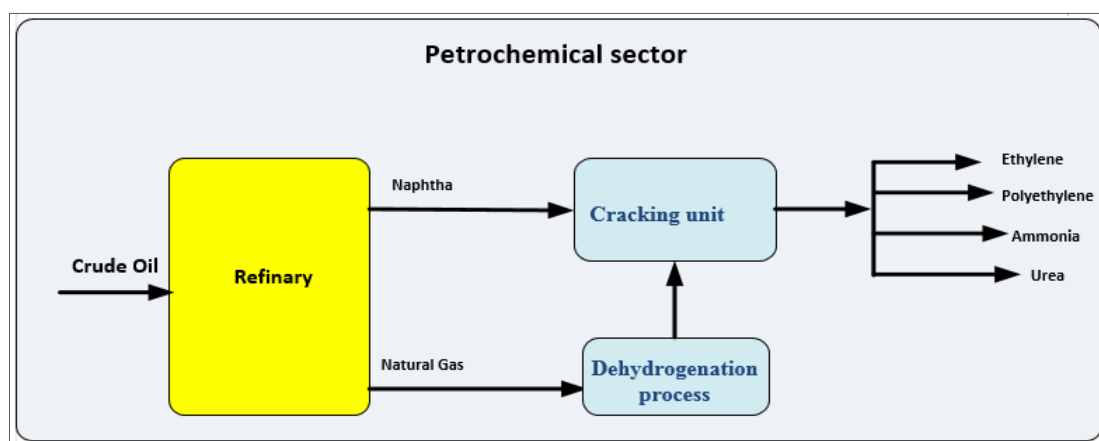 Petrochemical sector
Naphtha
Cracking unit
Ethylene
Polyethylene
Ammonia
Urea
Crude Oil
Refinary
Natural Gas
Dehydrogenation
process